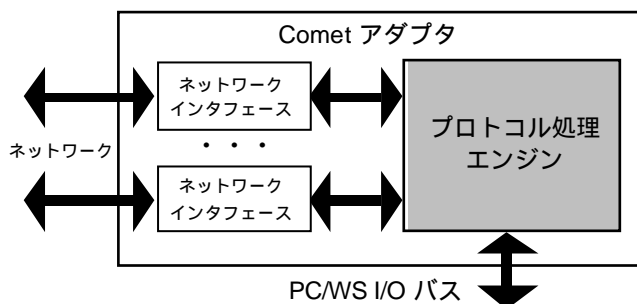 Comet アダプタ
ネットワーク
インタフェース
プロトコル処理
エンジン
ネットワーク
・・・
ネットワーク
インタフェース
PC/WS I/O バス